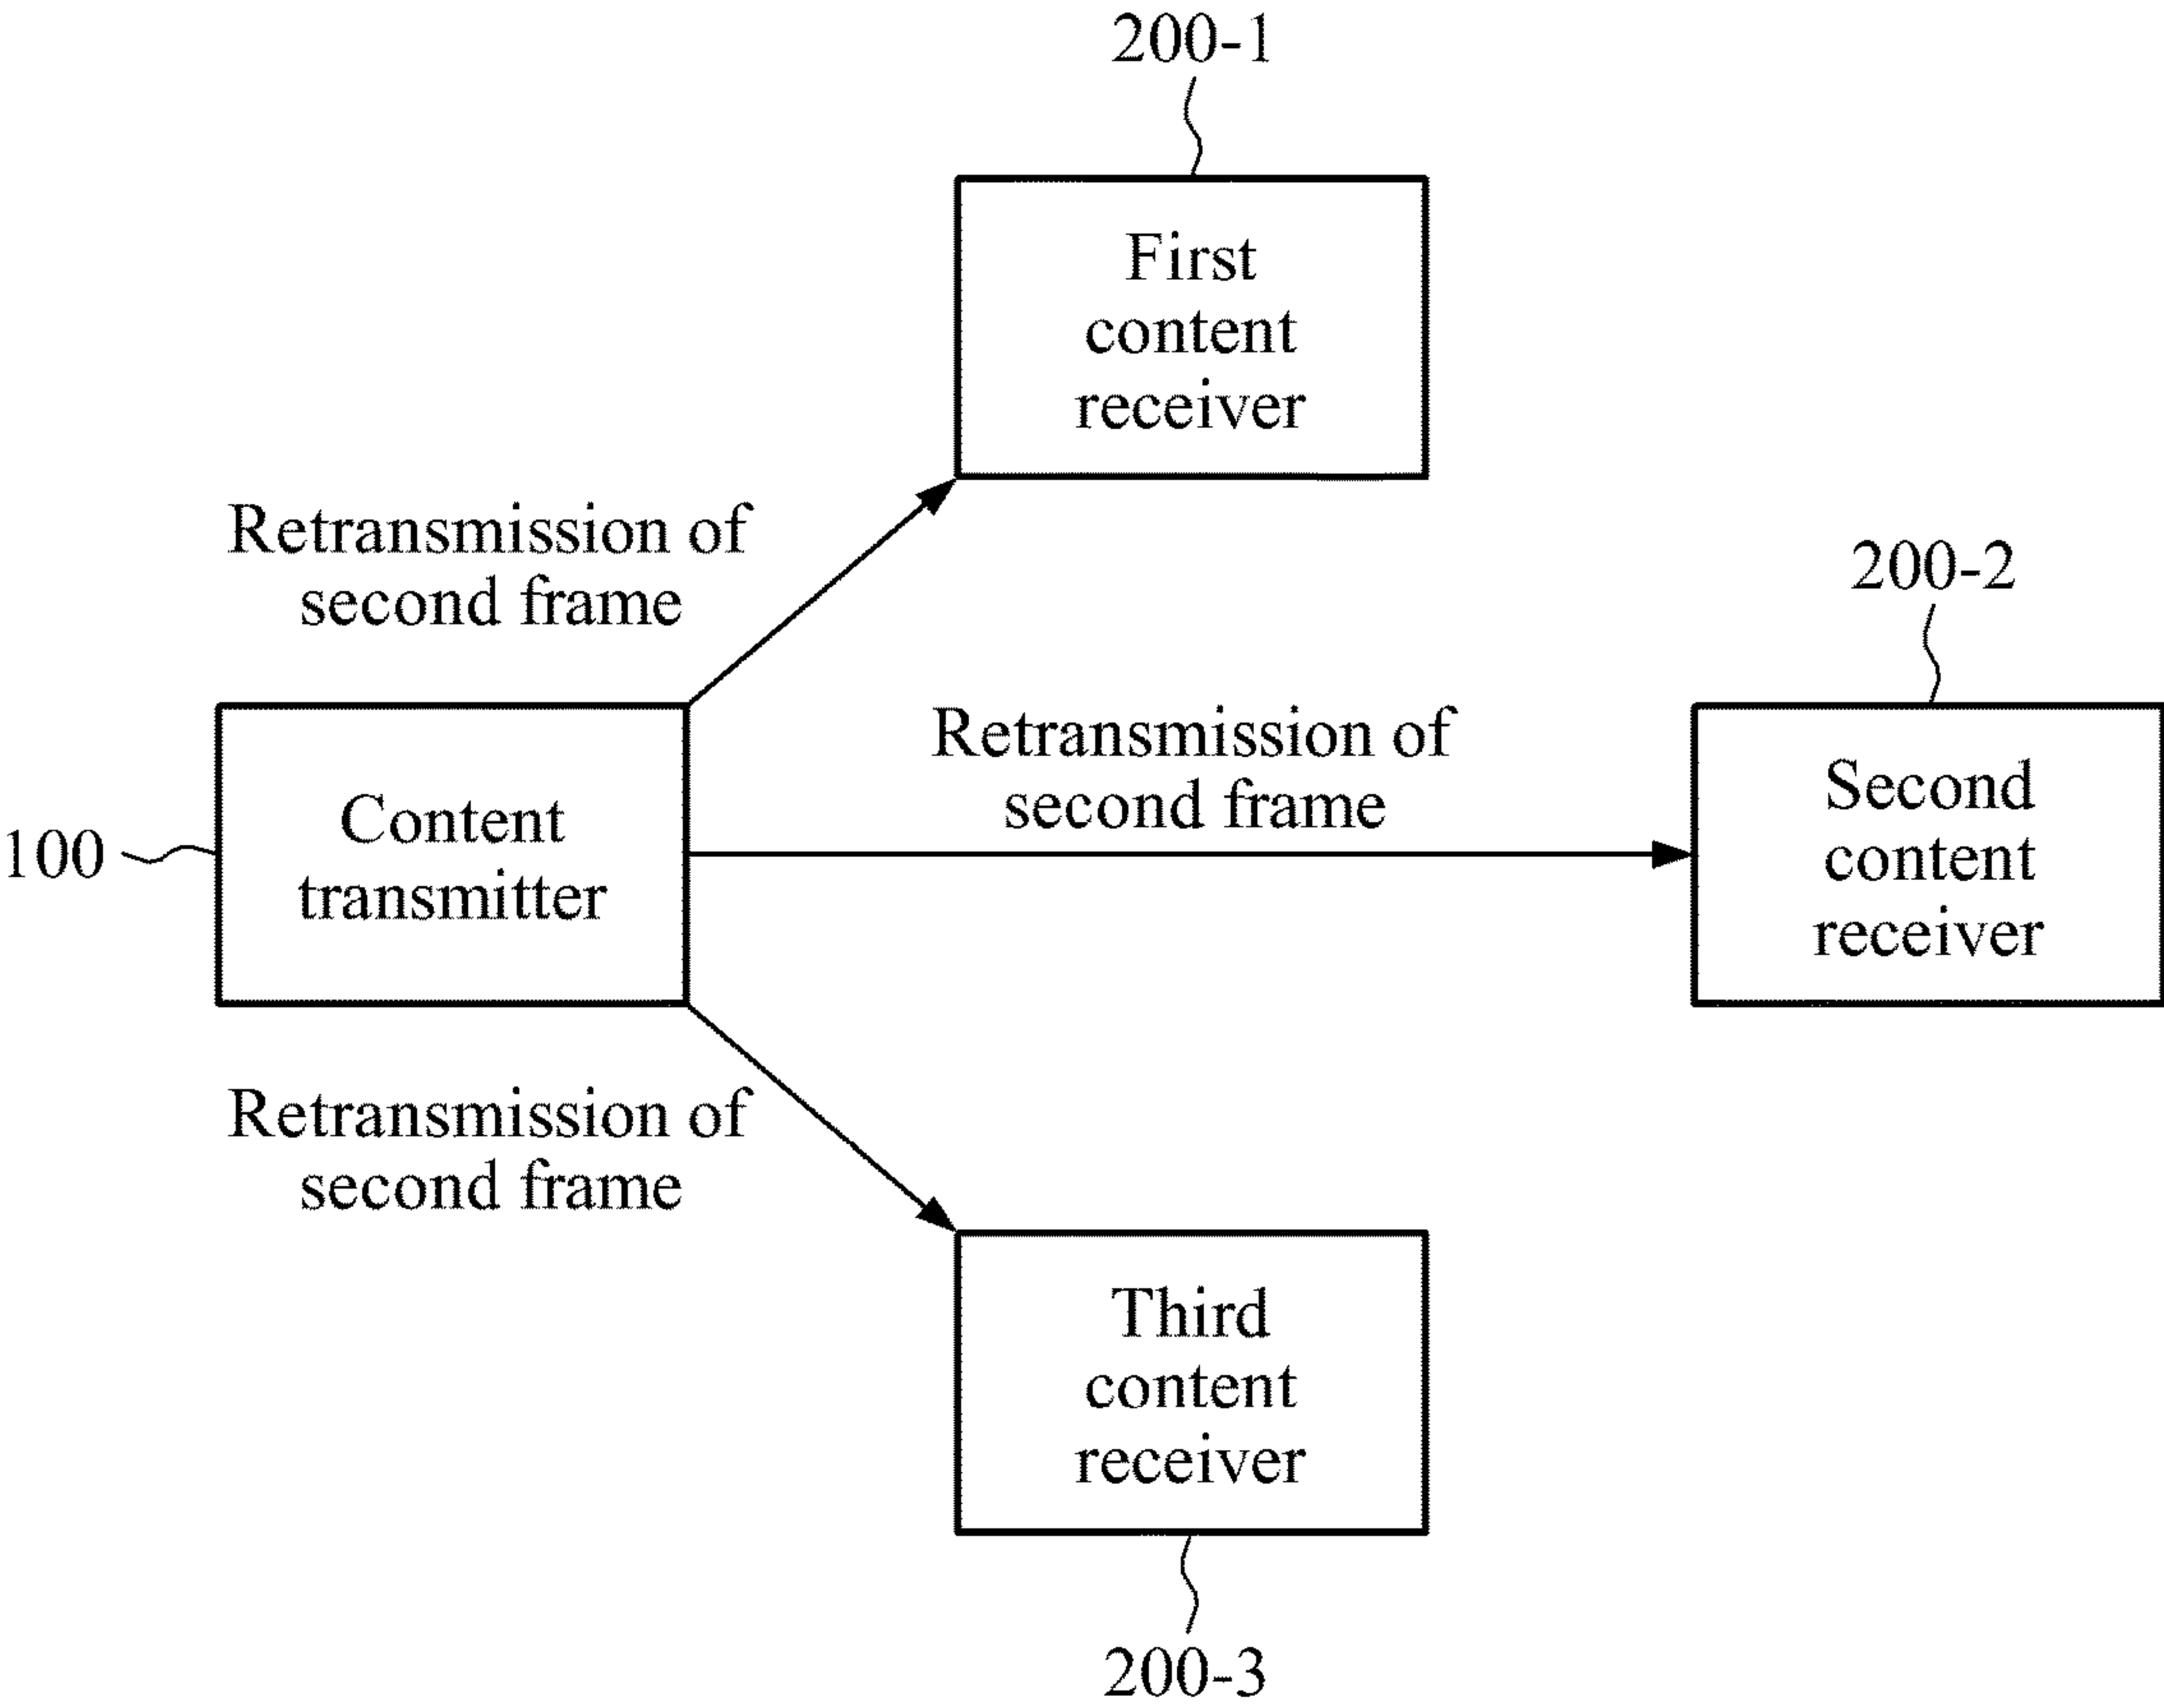 200-1
First
content
receiver
Retransmission of
second frame
200-2
Retransmission of
second frame
Second
content
receiver
Content
transmitter
100
Retransmission of
second frame
Third
content
receiver
200-3